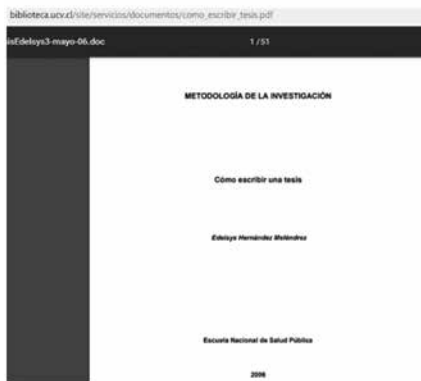 biblioteca.ucv.cl/site/servicios/documentos/como_escribir_tesis.pdf
isEdelsys3-mayo-06.doc 1 / 51
METODOLOGÍA DE LA INVESTIGACIÓN
Cómo escribir una tesis
Edelsys Hernández Meléndrez
Escuela Nacional de Salud Pública
2006